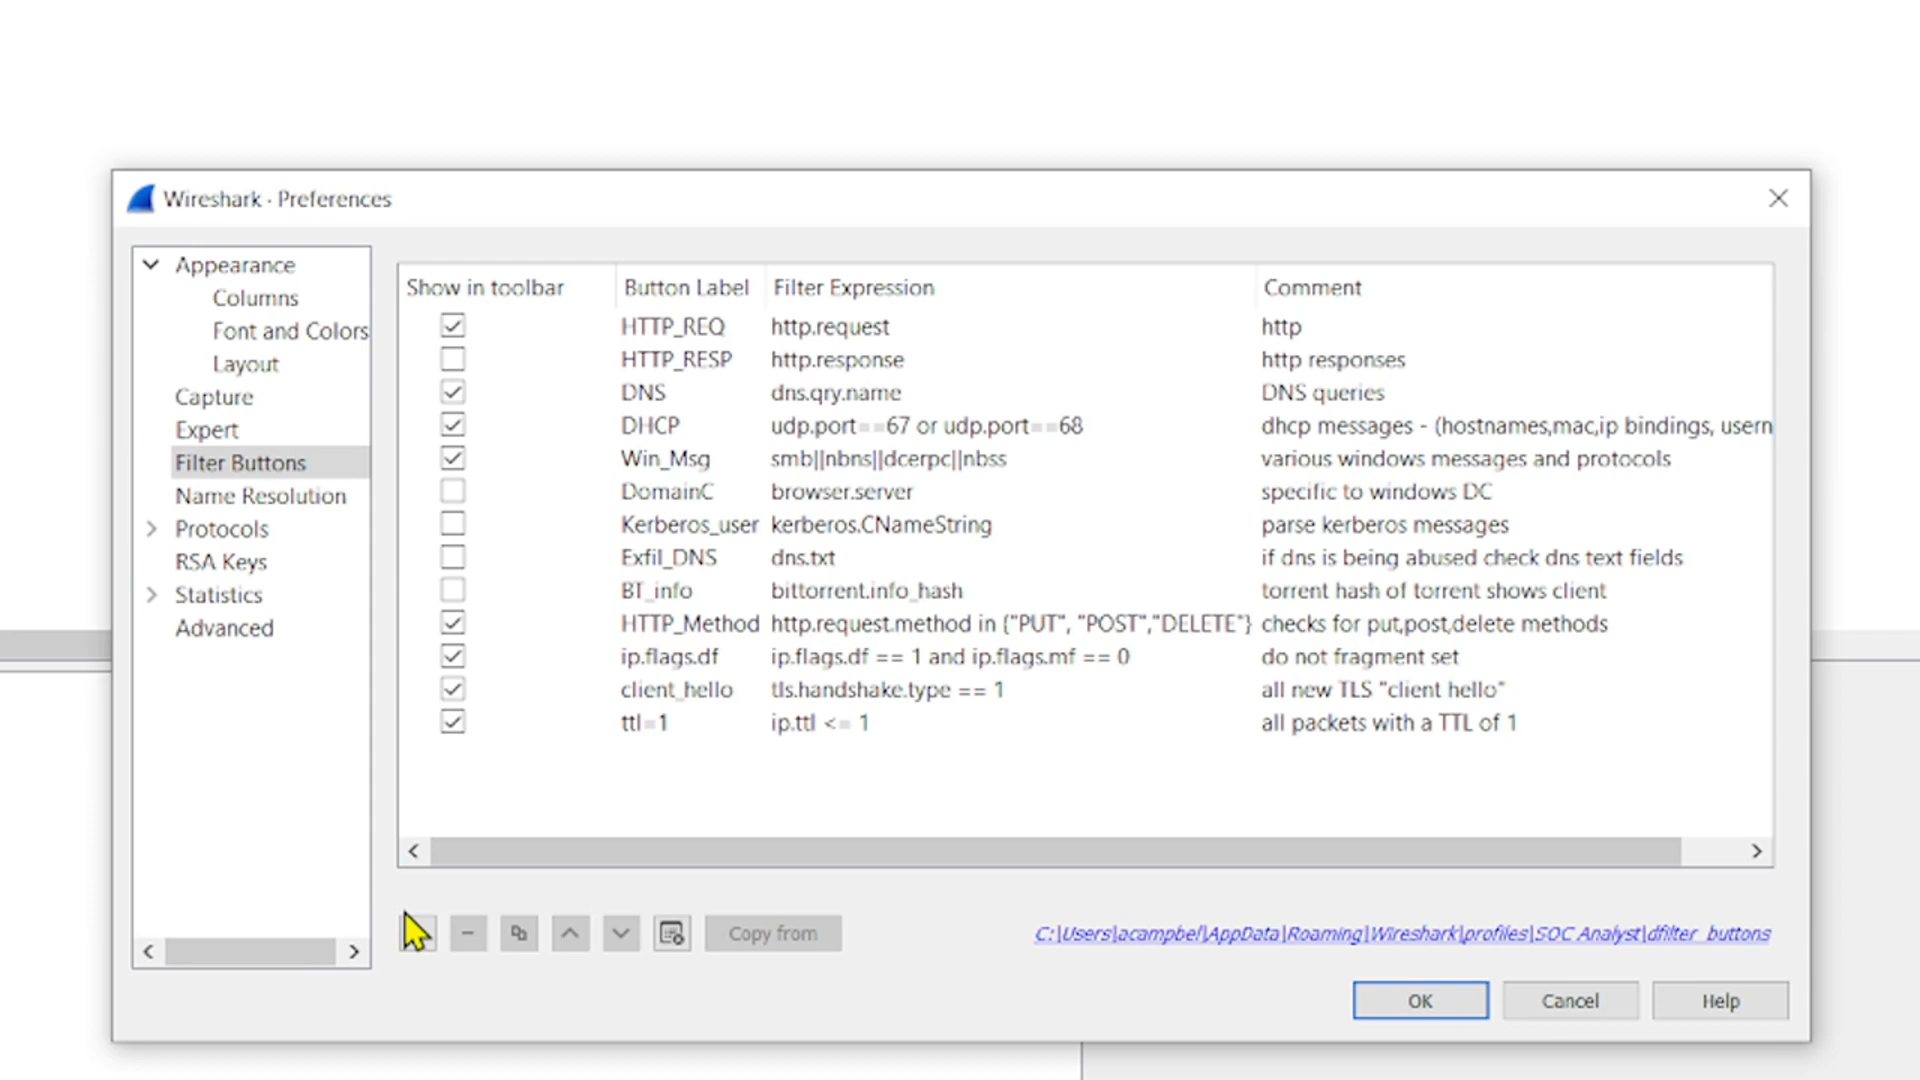 Wireshark · Preferences
Appearance
Columns
Font and Colors
Layout
Capture
Expert
Filter Buttons
Name Resolution
Protocols
RSA Keys
Statistics
Advanced
Show in toolbar Button Label Filter Expression Comment
HTTP_REQ http.request http
HTTP_RESP http.response http responses
DNS dns.qry.name DNS queries
DHCP udp.port==67 or udp.port==68 dhcp messages - (hostnames,mac,ip bindings, usern
Win_Msg smb||nbns||dcerpc||nbss various windows messages and protocols
DomainC browser.server specific to windows DC
Kerberos_user kerberos.CNameString parse kerberos messages
Exfil_DNS dns.txt if dns is being abused check dns text fields
BT_info bittorrent.info_hash torrent hash of torrent shows client
HTTP_Method http.request.method in {"PUT", "POST","DELETE"} checks for put,post,delete methods
ip.flags.df ip.flags.df == 1 and ip.flags.mf == 0 do not fragment set
client_hello tls.handshake.type == 1 all new TLS "client hello"
ttl=1 ip.ttl <= 1 all packets with a TTL of 1
Copy from
C:\Users\acampbel\AppData\Roaming\Wireshark\profiles\SOC Analyst\dfilter_buttons
OK Cancel Help